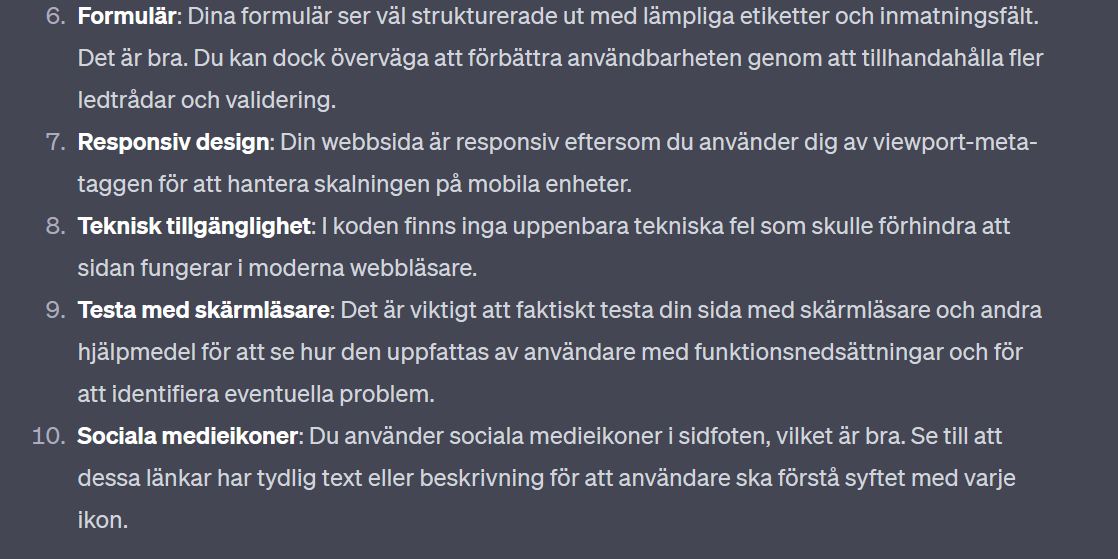 6. Formulär: Dina formulär ser väl strukturerade ut med lämpliga etiketter och inmatningsfält.
Det är bra. Du kan dock överväga att förbättra användbarheten genom att tillhandahålla fler
ledtrådar och validering.
7. Responsiv design: Din webbsida är responsiv eftersom du använder dig av viewport-meta-
taggen för att hantera skalningen på mobila enheter.
8. Teknisk tillgänglighet: I koden finns inga uppenbara tekniska fel som skulle förhindra att
sidan fungerar i moderna webbläsare.
9. Testa med skärmläsare: Det är viktigt att faktiskt testa din sida med skärmläsare och andra
hjälpmedel för att se hur den uppfattas av användare med funktionsnedsättningar och för
att identifiera eventuella problem.
10. Sociala medieikoner: Du använder sociala medieikoner i sidfoten, vilket är bra. Se till att
dessa länkar har tydlig text eller beskrivning för att användare ska förstå syftet med varje
ikon.